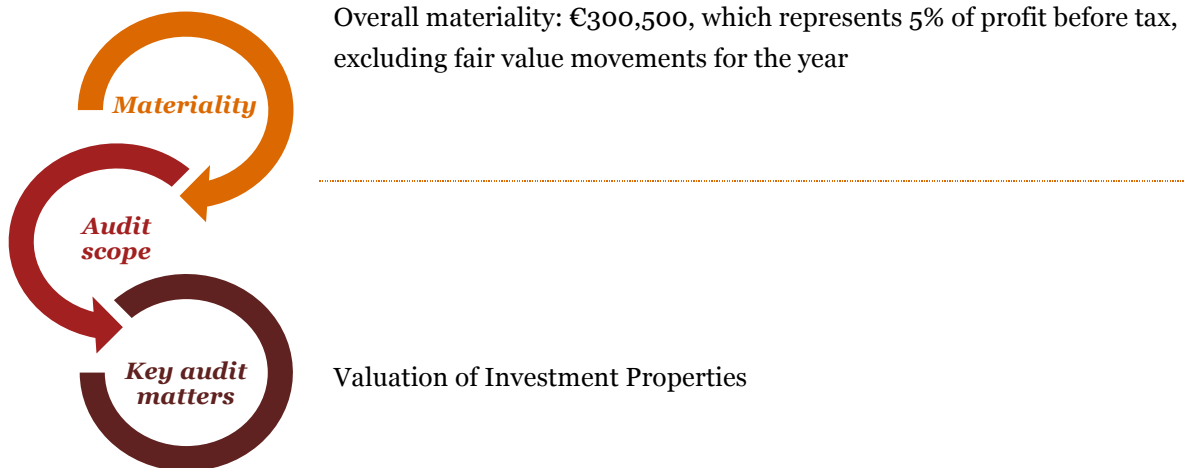 Overall materiality: €300,500, which represents 5% of profit before tax,
excluding fair value movements for the year
Materiality
Audit
scope
Key audit
matters
Valuation of Investment Properties